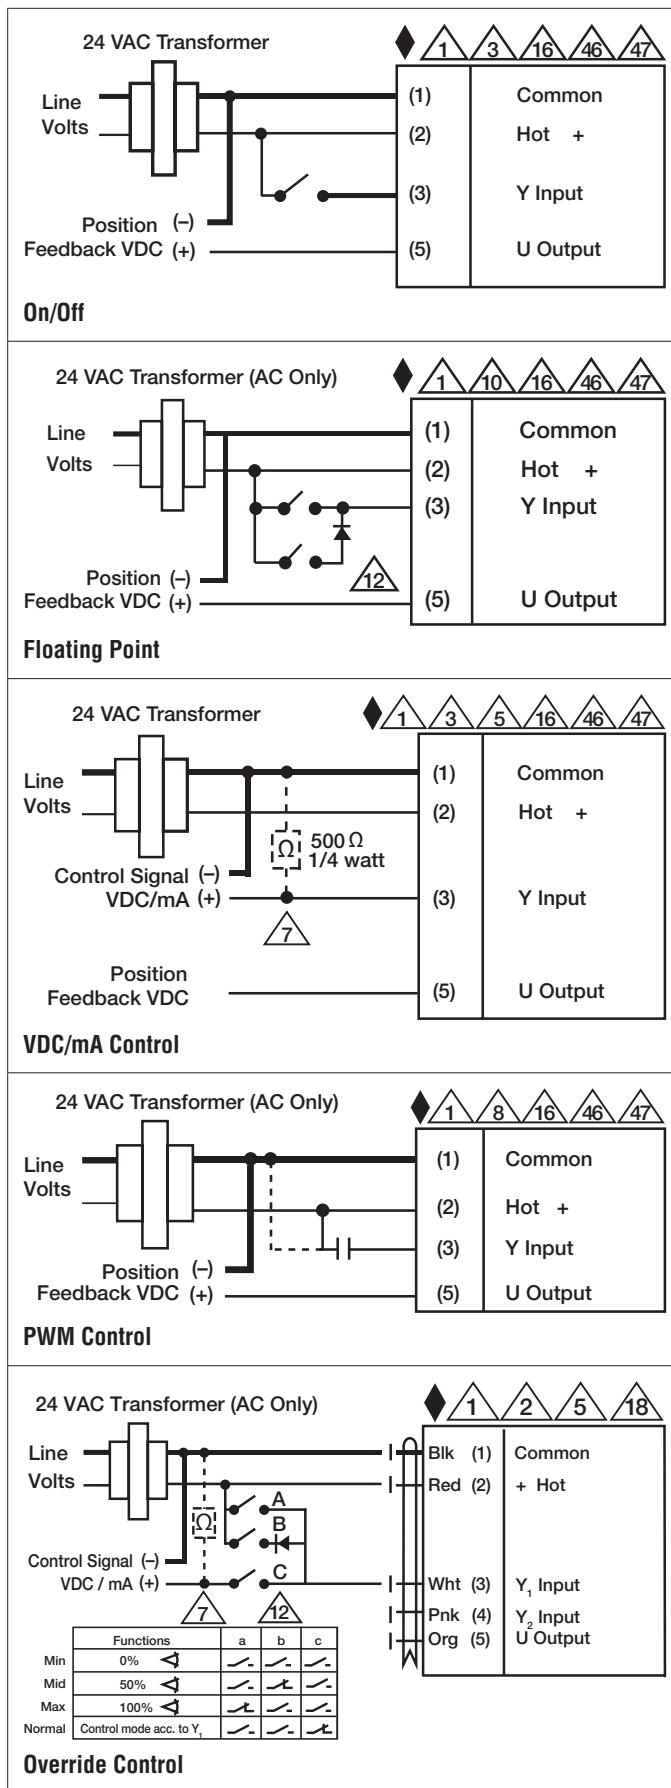 24 VAC Transformer
1 3 16 46 47
Line
Volts
(1) Common
(2) Hot +
(3) Y Input
Position (–)
Feedback VDC (+)
(5) U Output
On/Off
24 VAC Transformer (AC Only)
1 10 16 46 47
Line
Volts
(1) Common
(2) Hot +
(3) Y Input
12
Position (–)
Feedback VDC (+)
(5) U Output
Floating Point
24 VAC Transformer
1 3 5 16 46 47
Line
Volts
(1) Common
(2) Hot +
Ω 500 Ω
1/4 watt
Control Signal (–)
VDC/mA (+)
(3) Y Input
7
Position
Feedback VDC
(5) U Output
VDC/mA Control
24 VAC Transformer (AC Only)
1 8 16 46 47
Line
Volts
(1) Common
(2) Hot +
(3) Y Input
Position (–)
Feedback VDC (+)
(5) U Output
PWM Control
24 VAC Transformer (AC Only)
1 2 5 18
Line
Volts
Blk (1) Common
Red (2) + Hot
A
Ω
B
C
Control Signal (–)
VDC / mA (+)
Wht (3) Y1 Input
Pnk (4) Y2 Input
Org (5) U Output
7 12
Functions a b c
Min 0%
Mid 50%
Max 100%
Normal Control mode acc. to Y1
Override Control